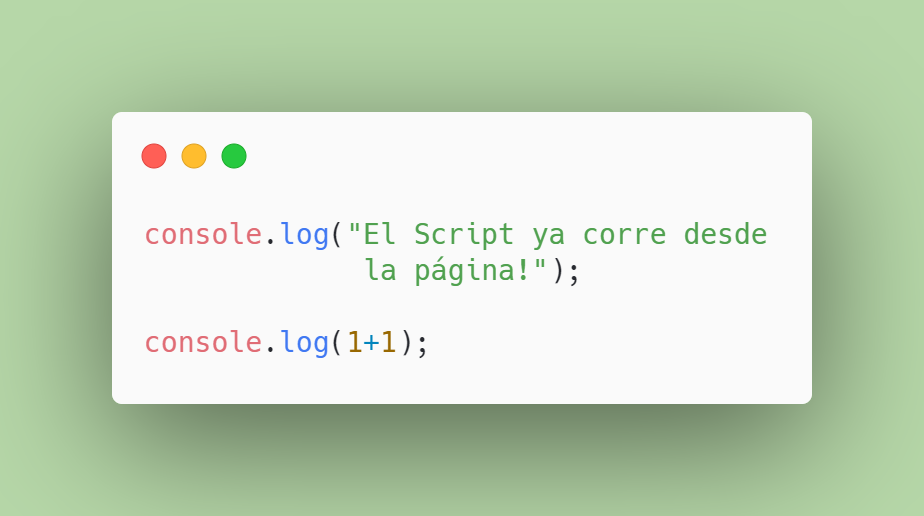 console.log("El Script ya corre desde
la página!");
console.log(1+1);